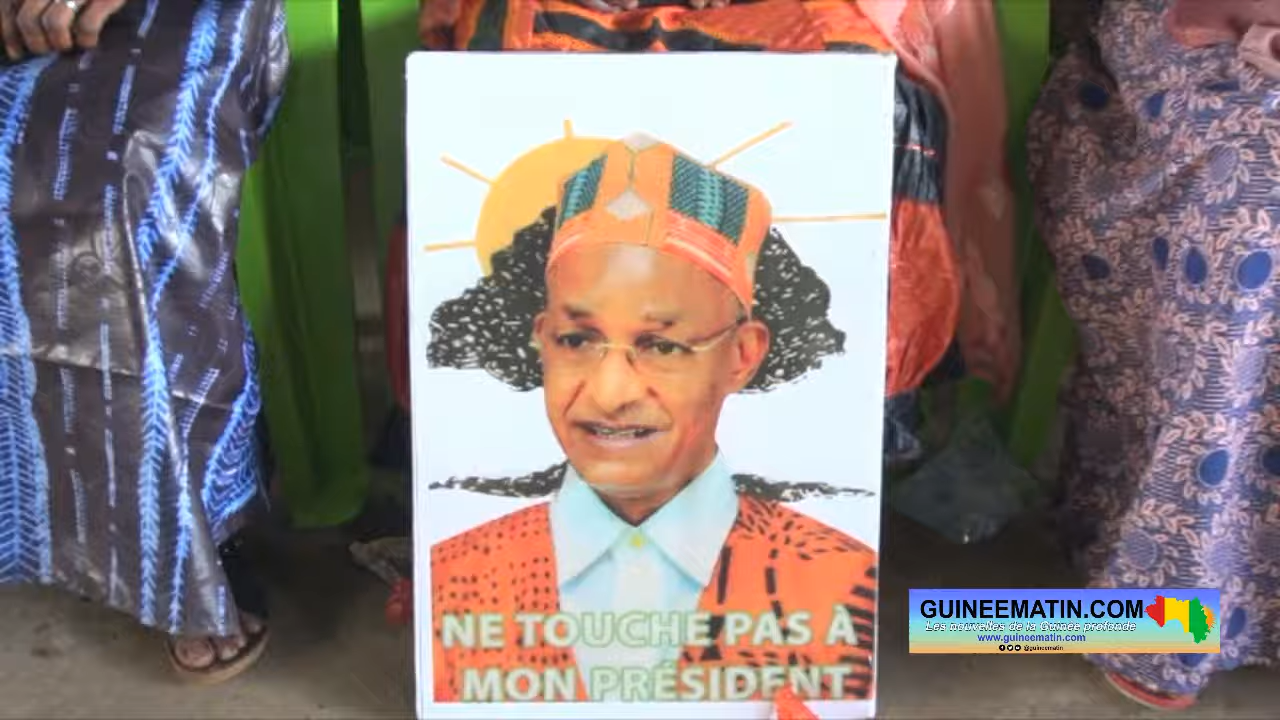 NE TOUCHE PAS À
MON PRÉSIDENT
GUINEEMATIN.COM
Les nouvelles de la Guinée profonde
www.guineematin.com
@guineematin